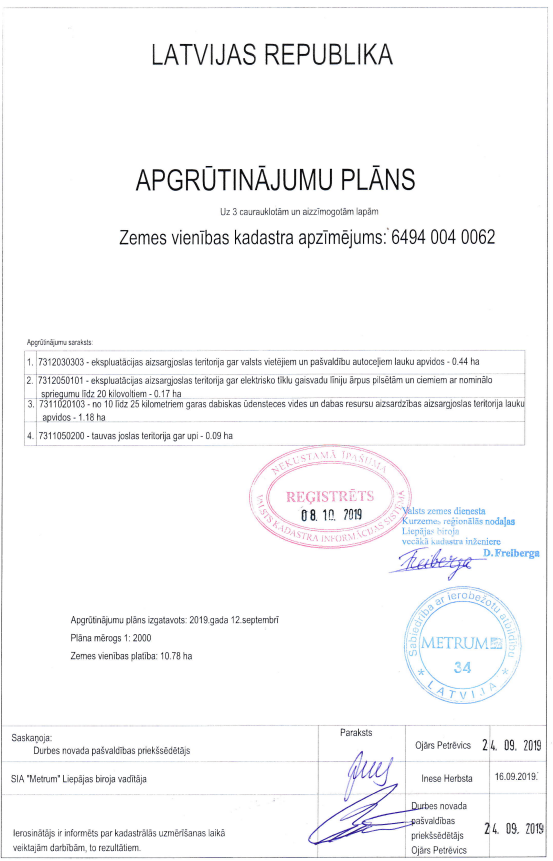 LATVIJAS REPUBLIKA
APGRŪTINĀJUMU PLĀNS
Uz 3 caurauklotām un aizzīmogotām lapām
Zemes vienības kadastra apzīmējums: 6494 004 0062
Apgrūtinājumu saraksts:
1. 7312030303 - ekspluatācijas aizsargjoslas teritorija gar valsts vietējiem un pašvaldību autoceļiem lauku apvidos - 0.44 ha
2. 7312050101 - ekspluatācijas aizsargjoslas teritorija gar elektrisko tīklu gaisvadu līniju ārpus pilsētām un ciemiem ar nominālo
spriegumu līdz 20 kilovoltiem - 0.17 ha
3. 7311020103 - no 10 līdz 25 kilometriem garas dabiskas ūdensteces vides un dabas resursu aizsardzības aizsargjoslas teritorija lauku
apvidos - 1.18 ha
4. 7311050200 - tauvas joslas teritorija gar upi - 0.09 ha
NEKUSTAMĀ ĪPAŠUMA
REĢISTRĒTS
08. 10. 2019
VALSTS KADASTRA INFORMĀCIJAS SISTĒMĀ
Valsts zemes dienesta
Kurzemes reģionālās nodaļas
Liepājas biroja
vecākā kadastra inženiere
D. Freiberga
Freiberga
Sabiedrība ar ierobežotu atbildību
METRUM
34
* LATVIJA *
Apgrūtinājumu plāns izgatavots: 2019.gada 12.septembrī
Plāna mērogs 1: 2000
Zemes vienības platība: 10.78 ha
Saskaņoja:
Durbes novada pašvaldības priekšsēdētājs
Paraksts
Ojārs Petrēvics
24. 09. 2019
SIA "Metrum" Liepājas biroja vadītāja
Inese Herbsta
16.09.2019.
Ierosinātājs ir informēts par kadastrālās uzmērīšanas laikā
veiktajām darbībām, to rezultātiem.
Durbes novada
pašvaldības
priekšsēdētājs
Ojārs Petrēvics
24. 09. 2019